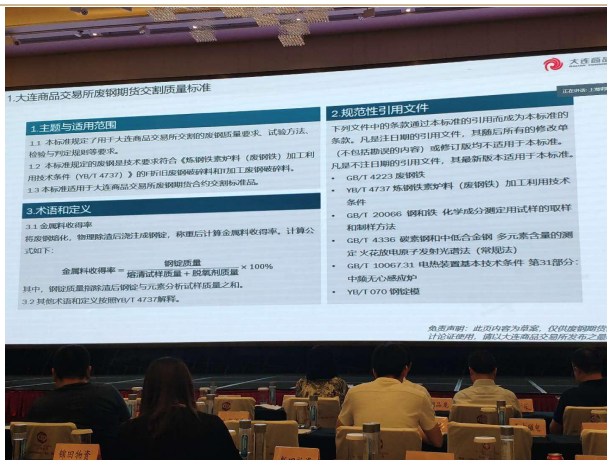 大连商品
1.大连商品交易所废钢期货交割质量标准
正在讲话:
1.主题与适用范围
1.1 本标准规定了用于大连商品交易所交割的废钢质量要求、试验方法、
检验与判定规则等要求。
1.2 本标准规定的废钢是技术要求符合《炼钢铁素炉料（废钢铁）加工利
用技术条件（YB/T 4737）》的
旧废钢破碎料和
加工废钢破碎料。
1.3 本标准适用于大连商品交易所废钢期货合约交割标准品。
3.术语和定义
3.1 金属料收得率
将废钢熔化，物理除渣后浇注成钢锭，称重后计算金属料收得率。计算公
式如下：
金属料收得率 = 钢锭质量 / 熔清试样质量 + 脱氧剂质量 × 100%
其中，钢锭质量指除渣后钢锭与元素分析试样质量之和。
3.2 其他术语和定义按照YB/T 4737解释。
2.规范性引用文件
下列文件中的条款通过本标准的引用而成为本标准的
条款。凡是注日期的引用文件，其随后所有的修改单
（不包括勘误的内容）或修订版均不适用于本标准。
凡是不注日期的引用文件，其最新版本适用于本标准。
• GB/T 4223 废钢铁
• YB/T 4737 炼钢铁素炉料（废钢铁）加工利用技术
条件
• GB/T 20066 钢和铁 化学成分测定用试样的取样
和制样方法
• GB/T 4336 碳素钢和中低合金钢 多元素含量的测
定 火花放电原子发射光谱法（常规法）
• GB/T 10067.31 电热装置基本技术条件 第31部分：
中频无心感应炉
• YB/T 070 钢锭模
免责声明：此页内容为草案，仅供废钢期货
计论证使用，请以大连商品交易所发布之最